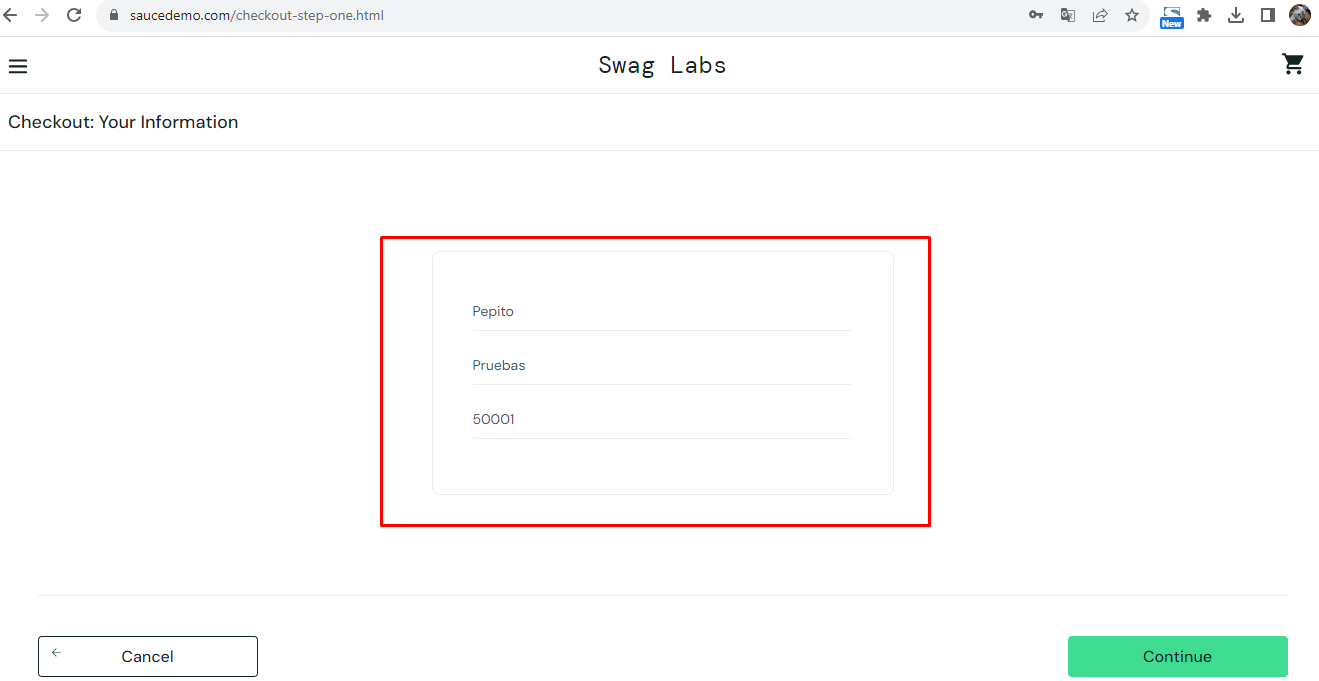 saucedemo.com/checkout-step-one.html
New
Swag Labs
Checkout: Your Information
Pepito
Pruebas
50001
Cancel
Continue